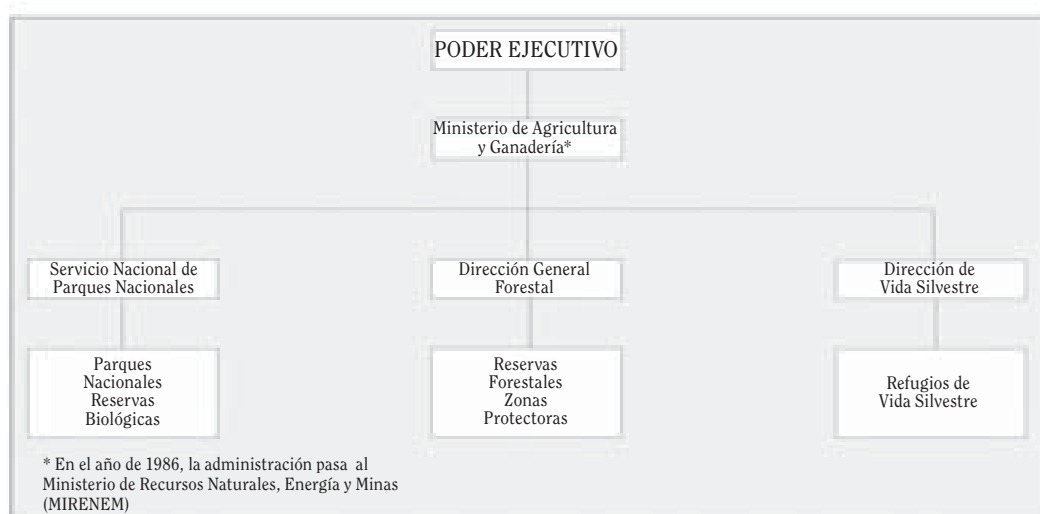 PODER EJECUTIVO
Ministerio de Agricultura
y Ganadería*
Servicio Nacional de
Parques Nacionales
Dirección General
Forestal
Dirección de
Vida Silvestre
Parques
Nacionales
Reservas
Biológicas
Reservas
Forestales
Zonas
Protectoras
Refugios de
Vida Silvestre
* En el año de 1986, la administración pasa al
Ministerio de Recursos Naturales, Energía y Minas
(MIRENEM)